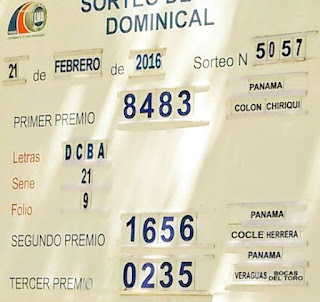 SORTEO DE
DOMINICAL
21 de FEBRERO de 2016 Sorteo N 5057
PRIMER PREMIO 8483 PANAMA
COLON CHIRIQUI
Letras DCBA
Serie 21
Folio 9
SEGUNDO PREMIO 1656 PANAMA
COCLE HERRERA
TERCER PREMIO 0235 PANAMA
VERAGUAS BOCAS DEL TORO